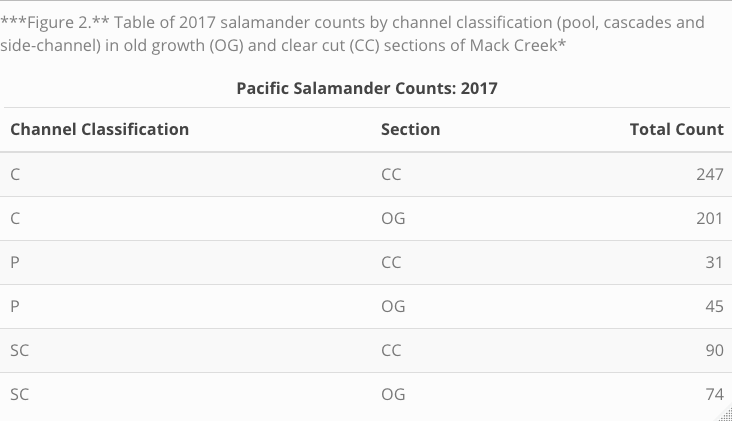 ***Figure 2.** Table of 2017 salamander counts by channel classification (pool, cascades and
side-channel) in old growth (OG) and clear cut (CC) sections of Mack Creek*
Pacific Salamander Counts: 2017
Channel Classification Section Total Count
C CC 247
C OG 201
P CC 31
P OG 45
SC CC 90
SC OG 74